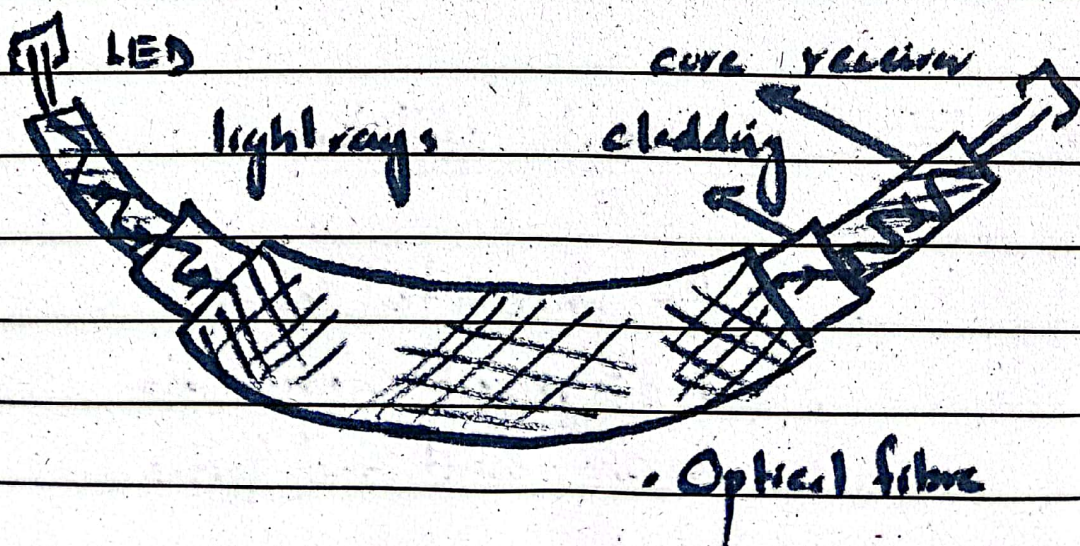 LED
core receiver
light rays
cladding
• Optical fibre